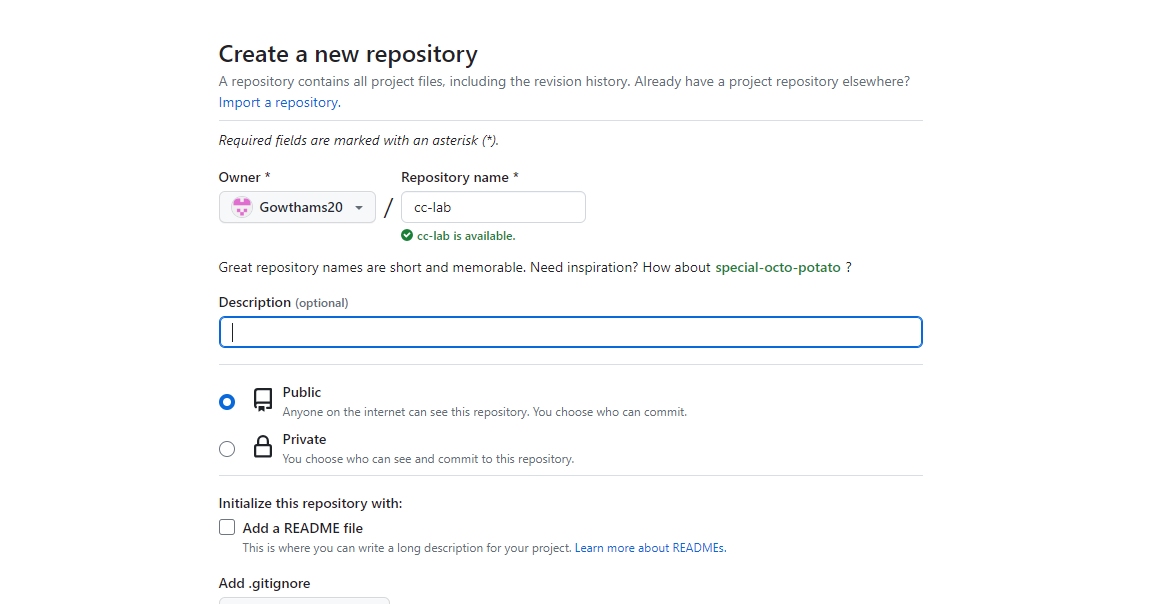 Create a new repository
A repository contains all project files, including the revision history. Already have a project repository elsewhere?
Import a repository.
Required fields are marked with an asterisk (*).
Owner *
Repository name *
Gowthams20
/
cc-lab
cc-lab is available.
Great repository names are short and memorable. Need inspiration? How about special-octo-potato ?
Description (optional)
Public
Anyone on the internet can see this repository. You choose who can commit.
Private
You choose who can see and commit to this repository.
Initialize this repository with:
Add a README file
This is where you can write a long description for your project. Learn more about READMEs.
Add .gitignore